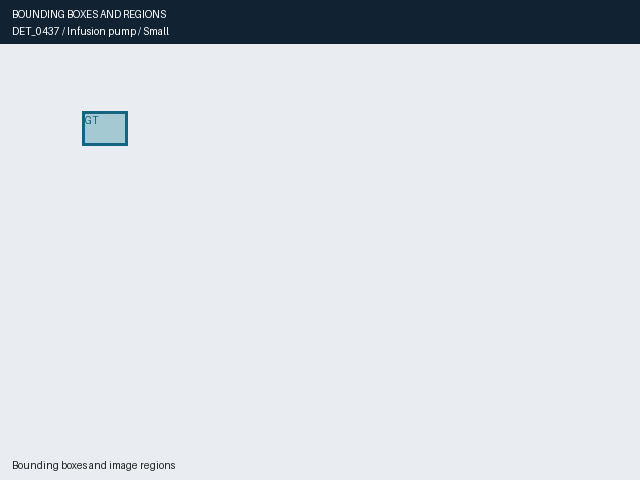 BOUNDING BOXES AND REGIONS
DET_0437 / Infusion pump / Small
GT
Bounding boxes and image regions